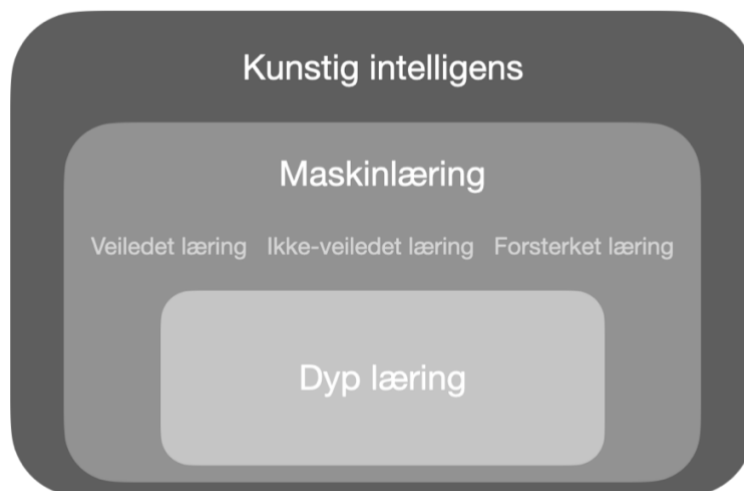 Kunstig intelligens
Maskinlæring
Veiledet læring Ikke-veiledet læring Forsterket læring
Dyp læring